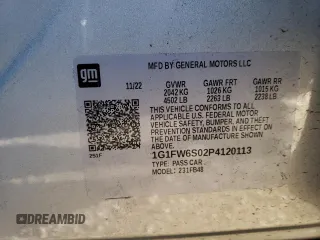 gm
MFD BY GENERAL MOTORS LLC
11/22 GVWR GAWR FRT GAWR RR
2042 KG 1026 KG 1015 KG
4502 LB 2263 LB 2238 LB
THIS VEHICLE CONFORMS TO ALL
APPLICABLE U.S. FEDERAL MOTOR
VEHICLE SAFETY, BUMPER, AND THEFT
PREVENTION STANDARDS IN EFFECT ON
THE DATE OF MANUFACTURE SHOWN ABOVE.
251F
1G1FW6S02P4120113
TYPE: PASS CAR
MODEL: 231FB48
DREAMBID